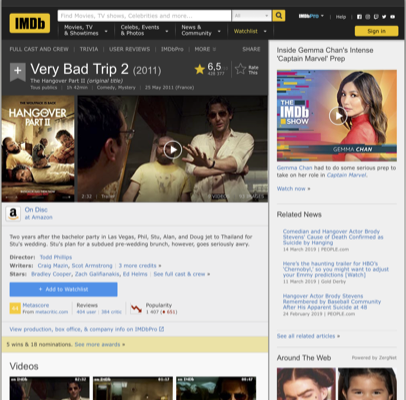 IMDb
Find Movies, TV shows, Celebrities and more...
All
IMDbPro
Help
Movies, TV & Showtimes
Celebs, Events & Photos
News & Community
Watchlist
Sign in
FULL CAST AND CREW | TRIVIA | USER REVIEWS | IMDbPro | MORE
SHARE
Very Bad Trip 2 (2011)
The Hangover Part II (original title)
Tous publics | 1h 42min | Comedy, Mystery | 25 May 2011 (France)
6,5
Rate This
HANGOVER
PART II
Trailer
On Disc
at Amazon
Two years after the bachelor party in Las Vegas, Phil, Stu, Alan, and Doug jet to Thailand for
Stu's wedding. Stu's plan for a subdued pre-wedding brunch, however, goes seriously awry.
Director: Todd Phillips
Writers: Craig Mazin, Scot Armstrong | 3 more credits »
Stars: Bradley Cooper, Zach Galifianakis, Ed Helms | See full cast & crew »
+ Add to Watchlist
Metascore
From metacritic.com
Reviews
404 user | 384 critic
Popularity
1 407 (651)
View production, box office, & company info on IMDbPro
5 wins & 18 nominations. See more awards »
Videos
Inside Gemma Chan's Intense
'Captain Marvel' Prep
THE
IMDb
SHOW
GEMMA CHAN
Gemma Chan had to do some serious prep to
take on her role in Captain Marvel.
Watch now »
Related News
Comedian and Hangover Actor Brody
Stevens' Cause of Death Confirmed as
Suicide by Hanging
14 March 2019 | PEOPLE.com
Here's the haunting trailer for HBO's
'Chernobyl,' so you might want to adjust
your Emmy predictions [Watch]
11 March 2019 | Gold Derby
Hangover Actor Brody Stevens
Remembered by Baseball Community
After His Apparent Suicide at 48
24 February 2019 | PEOPLE.com
See all related articles »
Around The Web
Powered by ZergNet